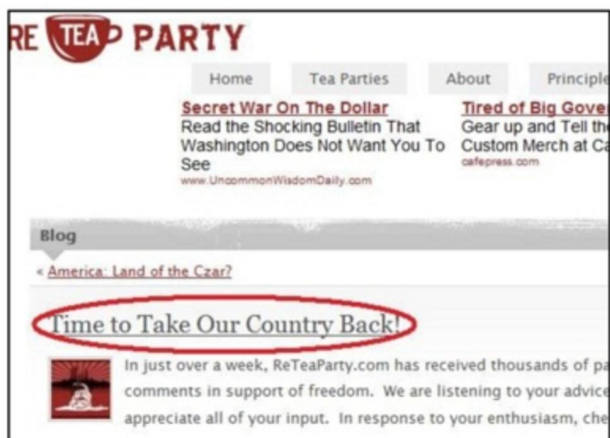 RE TEA PARTY
Home Tea Parties About Principle
Secret War On The Dollar
Read the Shocking Bulletin That
Washington Does Not Want You To
See
www.UncommonWisdomDaily.com
Tired of Big Gove
Gear up and Tell the
Custom Merch at Ca
cafepress.com
Blog
« America: Land of the Czar?
Time to Take Our Country Back!
In just over a week, ReTeaParty.com has received thousands of pa
comments in support of freedom. We are listening to your advice
appreciate all of your input. In response to your enthusiasm, che